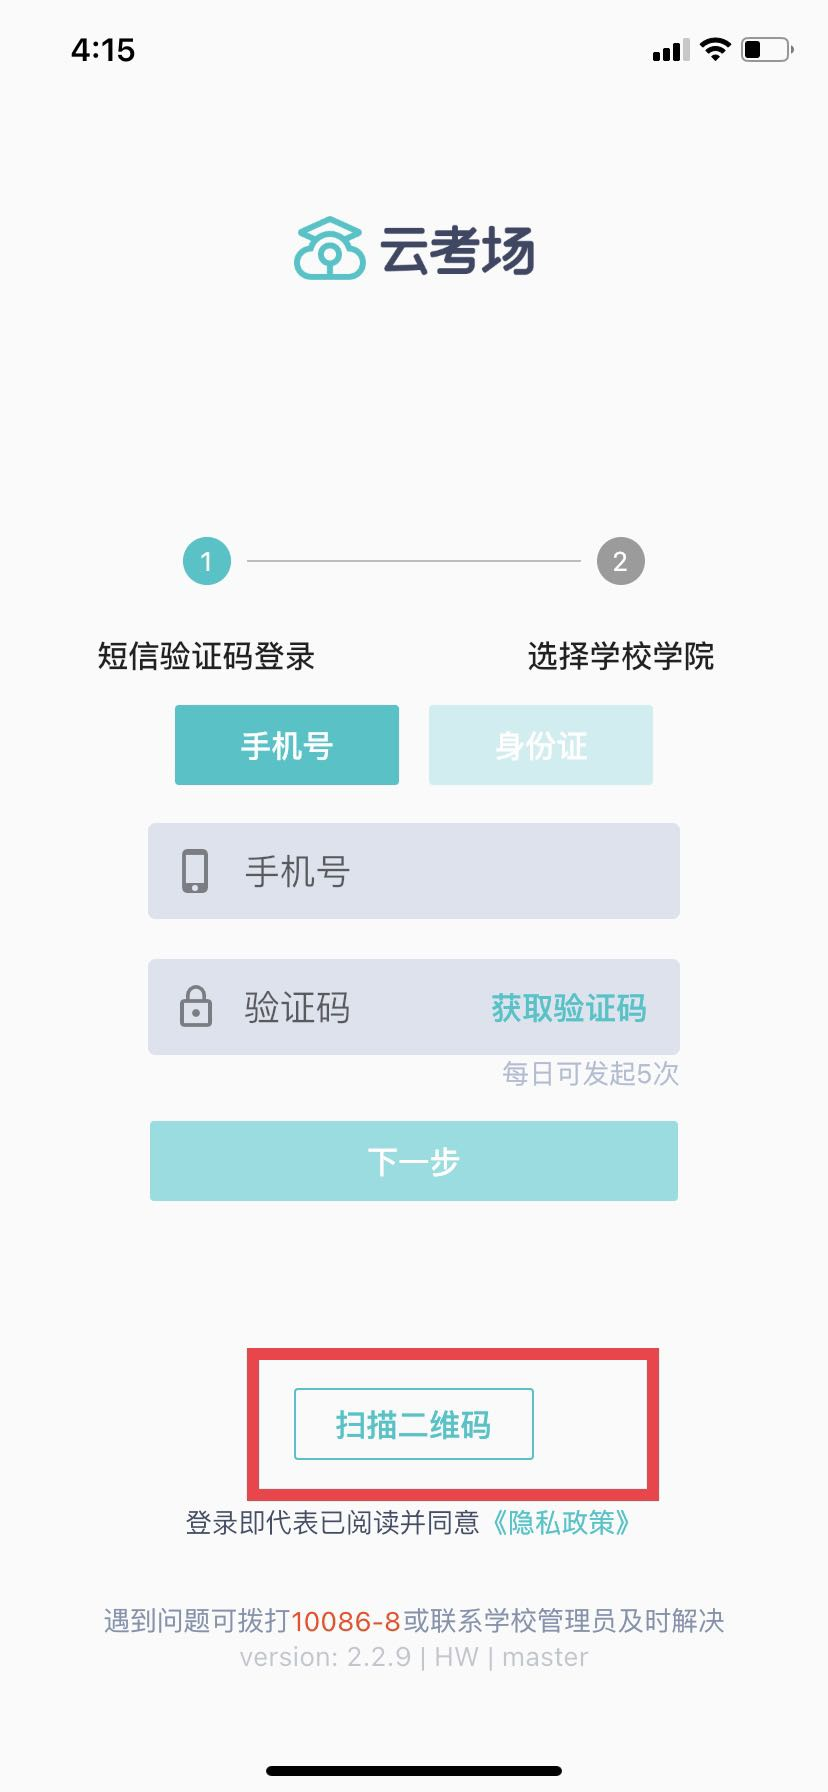 4:15
云考场
1
2
短信验证码登录
选择学校学院
手机号
身份证
手机号
验证码
获取验证码
每日可发起5次
下一步
扫描二维码
登录即代表已阅读并同意《隐私政策》
遇到问题可拨打10086-8或联系学校管理员及时解决
version: 2.2.9 | HW | master